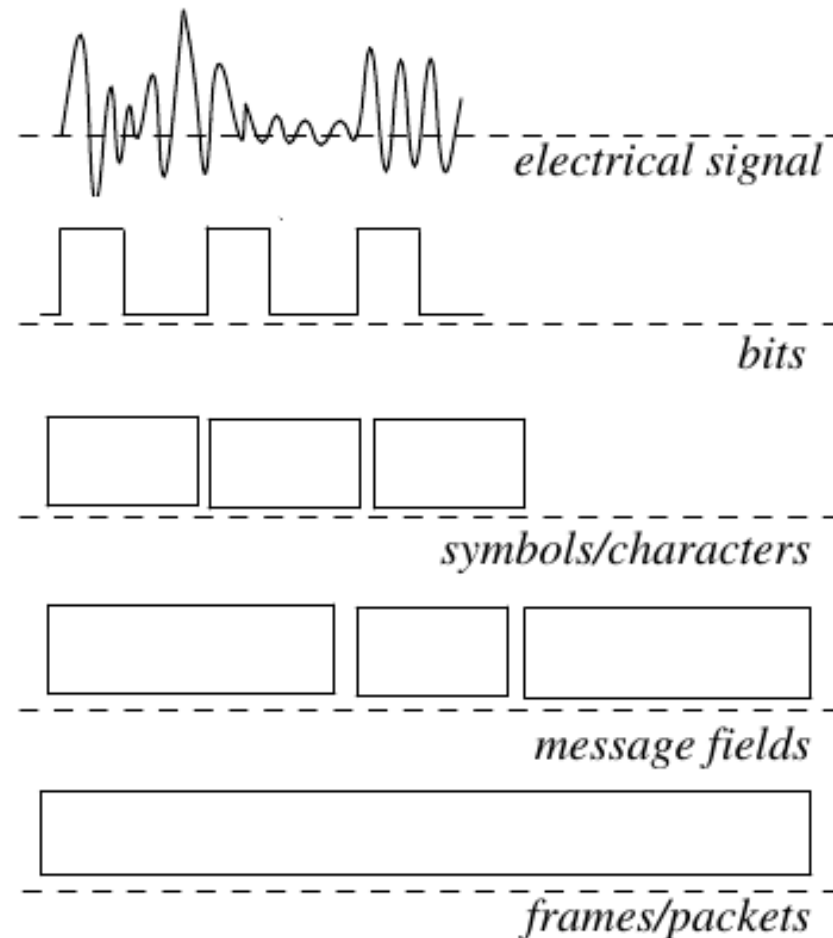 electrical signal
bits
symbols/characters
message fields
frames/packets